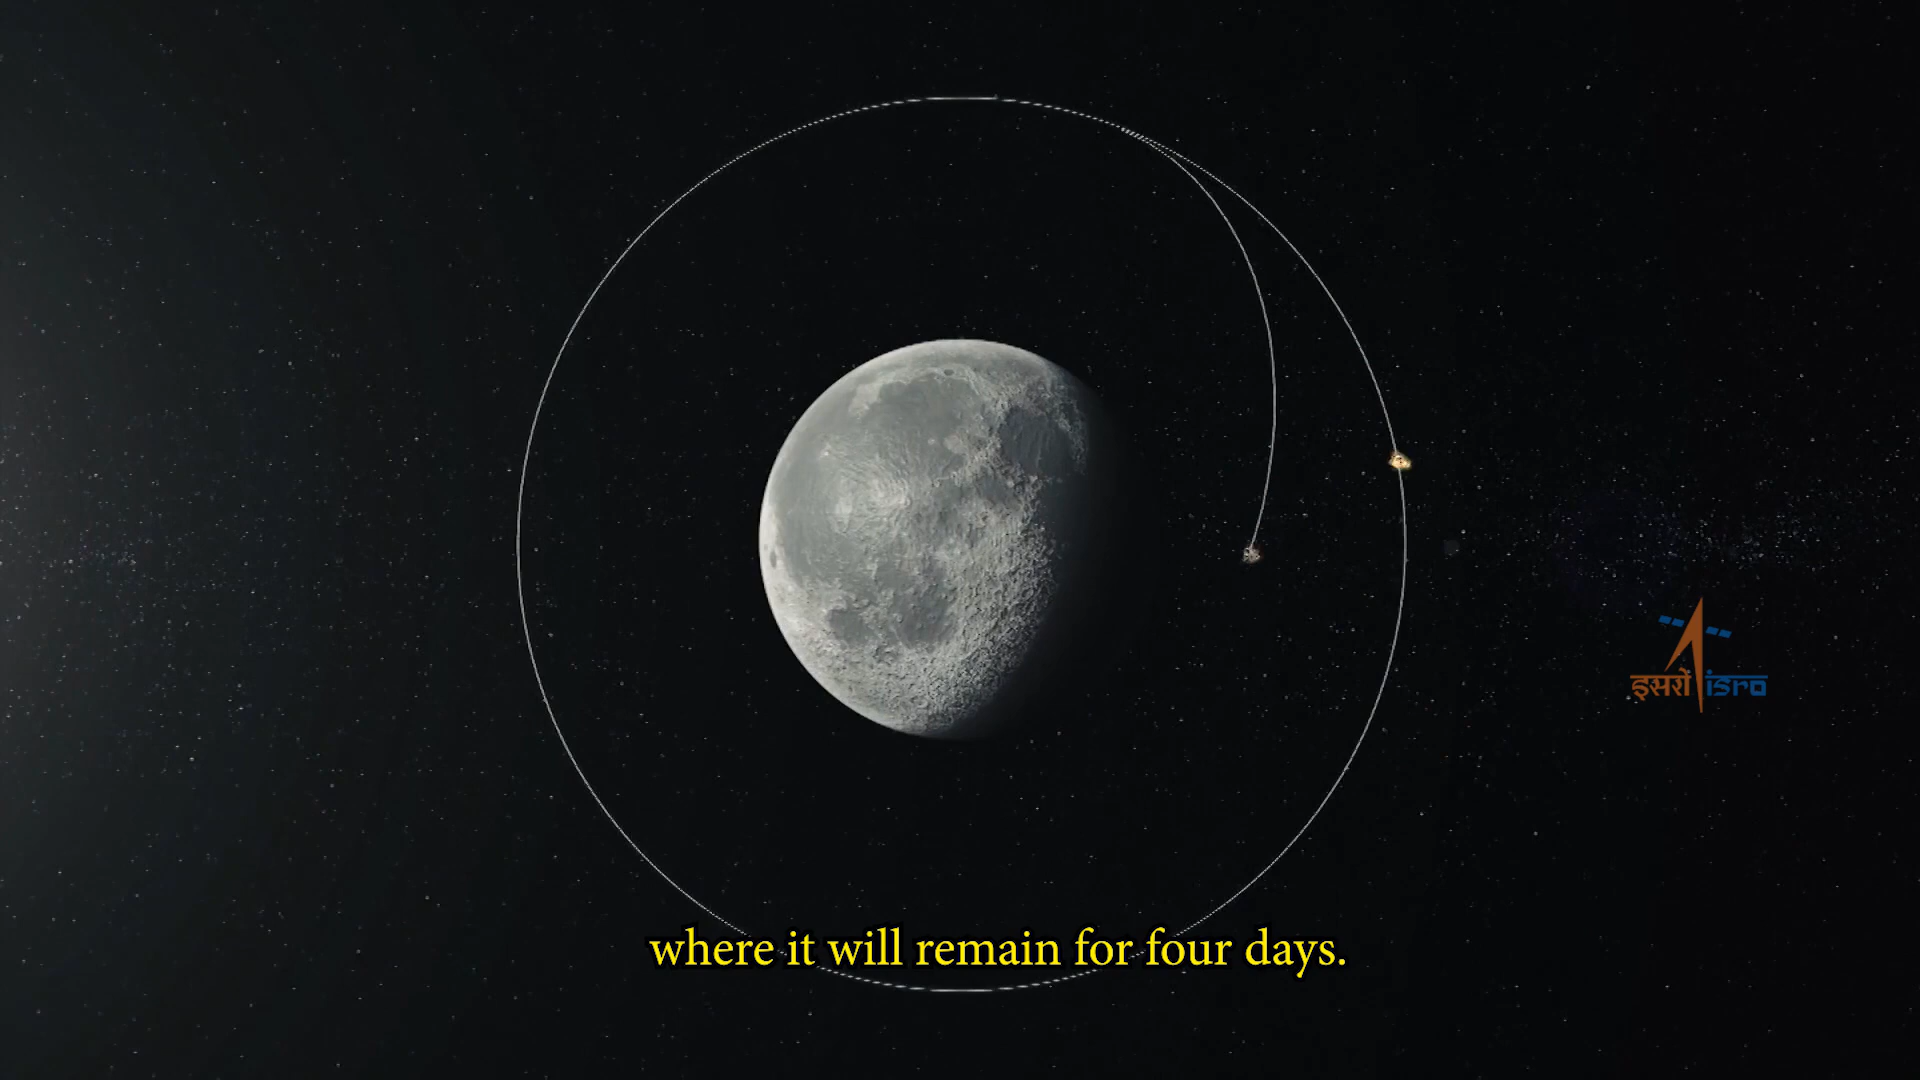 इसरो isro
where it will remain for four days.